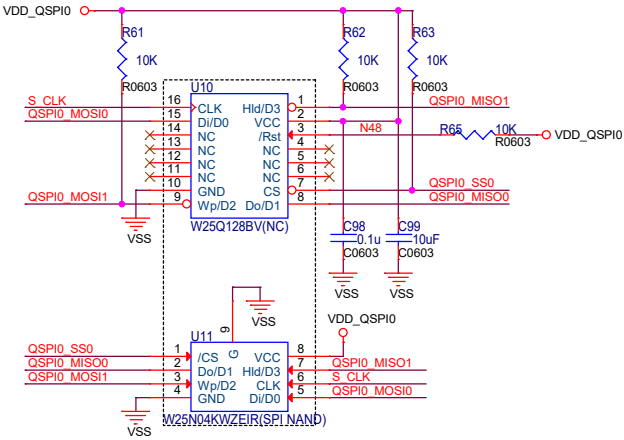 VDD_QSPI0
R61
10K
R0603
R62
10K
R0603
R63
10K
R0603
U10
S_CLK 16 CLK Hld/D3 1 QSPI0_MISO1
QSPI0_MOSI0 15 Di/D0 VCC 2
14 NC /Rst 3 N48 R65 10K R0603 VDD_QSPI0
13 NC NC 4
12 NC NC 5
11 NC NC 6
10 GND CS 7 QSPI0_SS0
QSPI0_MOSI1 9 Wp/D2 Do/D1 8 QSPI0_MISO0
VSS
W25Q128BV(NC)
C98
0.1u
C0603
VSS
C99
10uF
C0603
VSS
VSS
VDD_QSPI0
U11
9
G
QSPI0_SS0 1 /CS VCC 8
QSPI0_MISO0 2 Do/D1 Hld/D3 7 QSPI0_MISO1
QSPI0_MOSI1 3 Wp/D2 CLK 6 S_CLK
4 GND Di/D0 5 QSPI0_MOSI0
VSS
W25N04KWZEIR(SPI NAND)